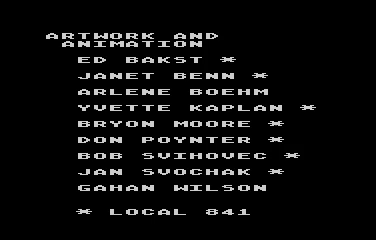 ARTWORK AND
ANIMATION
ED BAKST *
JANET BENN *
ARLENE BOEHM
YVETTE KAPLAN *
BRYON MOORE *
DON POYNTER *
BOB SVIHOVEC *
JAN SVOCHAK *
GAHAN WILSON
* LOCAL 841